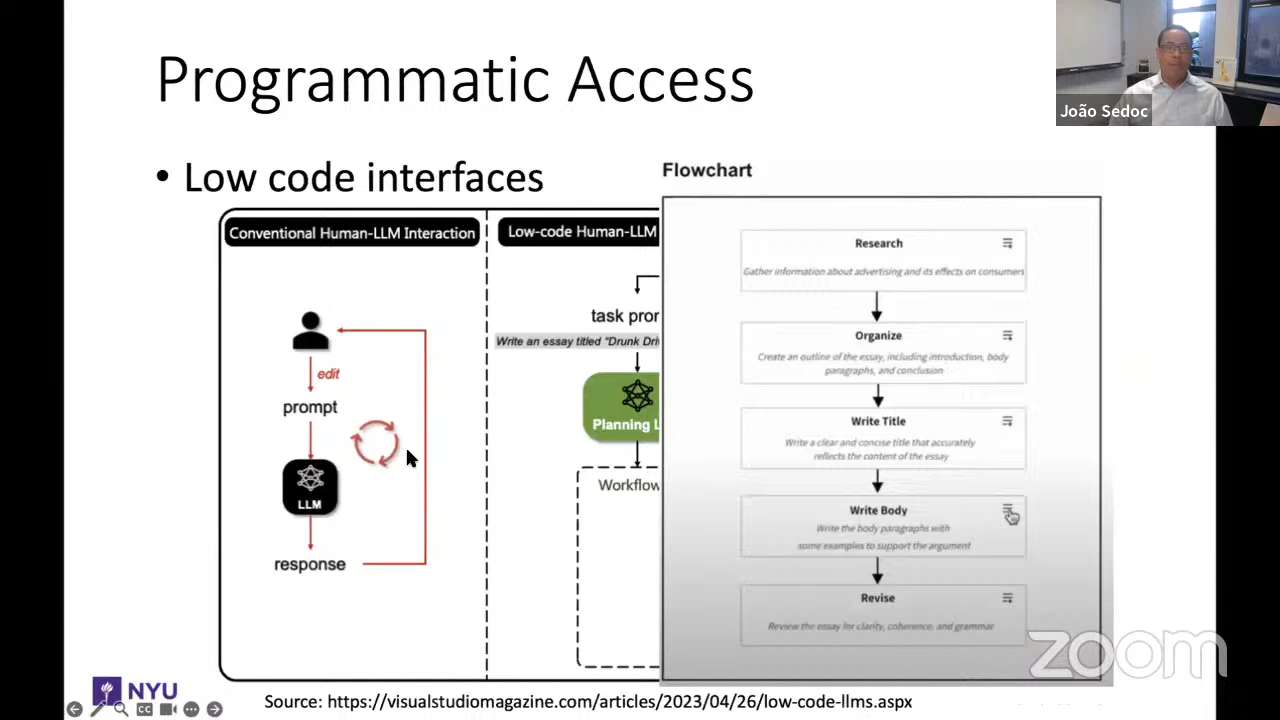 Programmatic Access
João Sedoc
• Low code interfaces
Flowchart
Conventional Human-LLM Interaction
Low-code Human-LLM
edit
prompt
LLM
response
task pro
Write an essay titled "Drunk Dri
Planning L
Workflow
Research
Gather information about advertising and its effects on consumers
Organize
Create an outline of the essay, including introduction, body
paragraphs, and conclusion
Write Title
Write a clear and concise title that accurately
reflects the content of the essay
Write Body
Write the body paragraphs with
some examples to support the argument
Revise
Review the essay for clarity, coherence, and grammar
zoom
NYU
CC
Source: https://visualstudiomagazine.com/articles/2023/04/26/low-code-llms.aspx